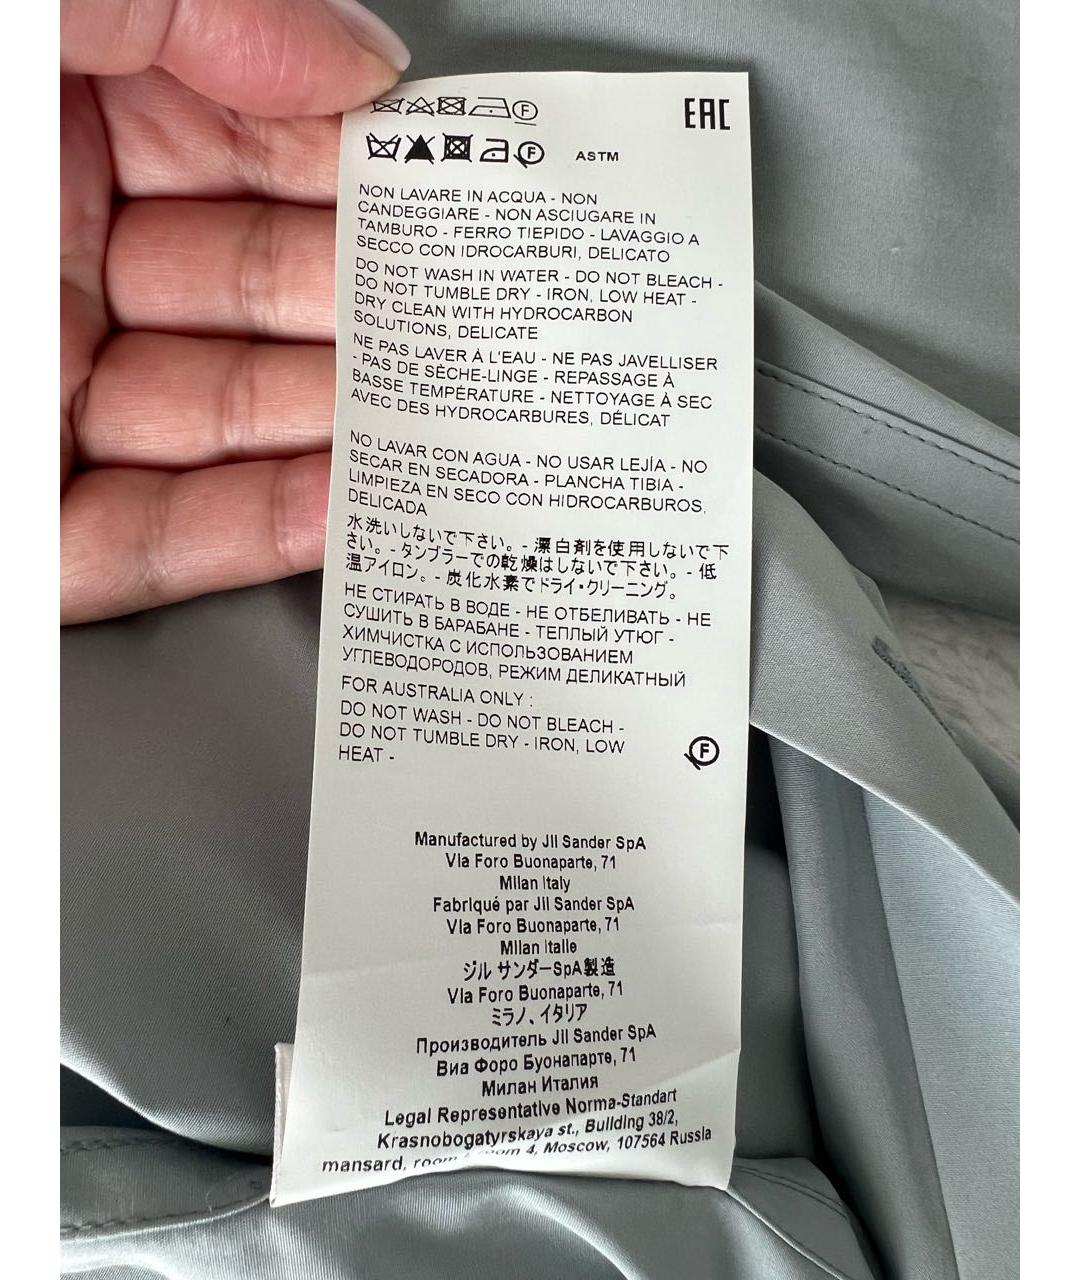 F
EAC
F
ASTM
NON LAVARE IN ACQUA - NON
CANDEGGIARE - NON ASCIUGARE IN
TAMBURO - FERRO TIEPIDO - LAVAGGIO A
SECCO CON IDROCARBURI, DELICATO
DO NOT WASH IN WATER - DO NOT BLEACH -
DO NOT TUMBLE DRY - IRON, LOW HEAT -
DRY CLEAN WITH HYDROCARBON
SOLUTIONS, DELICATE
NE PAS LAVER À L'EAU - NE PAS JAVELLISER
- PAS DE SÈCHE-LINGE - REPASSAGE À
BASSE TEMPÉRATURE - NETTOYAGE À SEC
AVEC DES HYDROCARBURES, DÉLICAT
NO LAVAR CON AGUA - NO USAR LEJÍA - NO
SECAR EN SECADORA - PLANCHA TIBIA -
LIMPIEZA EN SECO CON HIDROCARBUROS,
DELICADA
水洗いしないで下さい。- 漂白剤を使用しないで下
さい。- タンブラーでの乾燥はしないで下さい。- 低
温アイロン。- 炭化水素でドライ・クリーニング。
НЕ СТИРАТЬ В ВОДЕ - НЕ ОТБЕЛИВАТЬ - НЕ
СУШИТЬ В БАРАБАНЕ - ТЕПЛЫЙ УТЮГ -
ХИМЧИСТКА С ИСПОЛЬЗОВАНИЕМ
УГЛЕВОДОРОДОВ, РЕЖИМ ДЕЛИКАТНЫЙ
FOR AUSTRALIA ONLY :
DO NOT WASH - DO NOT BLEACH -
DO NOT TUMBLE DRY - IRON, LOW
HEAT -
F
Manufactured by Jil Sander SpA
Via Foro Buonaparte, 71
Milan Italy
Fabriqué par Jil Sander SpA
Via Foro Buonaparte, 71
Milan Italie
ジル サンダーSpA製造
Via Foro Buonaparte, 71
ミラノ、イタリア
Производитель Jil Sander SpA
Виа Форо Буонапарте, 71
Милан Италия
Legal Representative Norma-Standart
Krasnobogatyrskaya st., Building 38/2,
mansard, room 4, Moscow, 107564 Russia